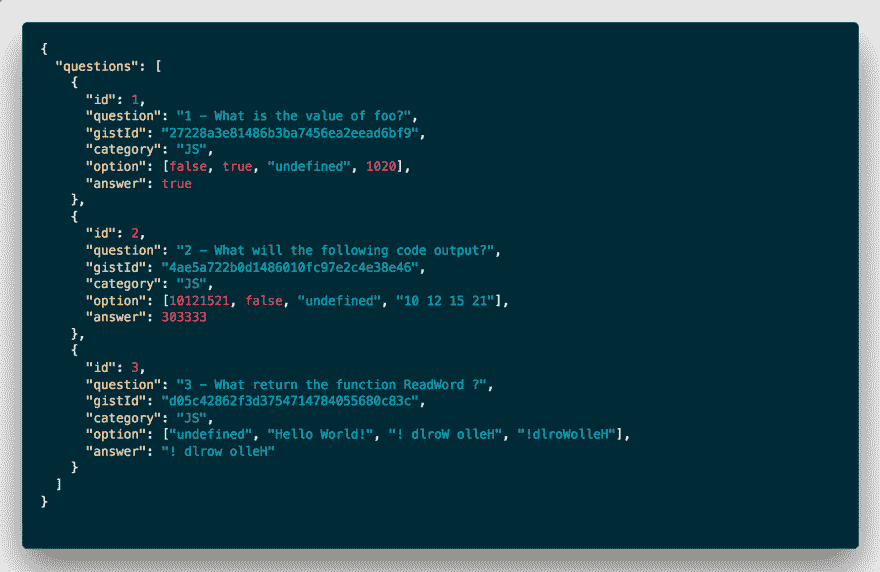 {
"questions": [
{
"id": 1,
"question": "1 - What is the value of foo?",
"gistId": "27228a3e81486b3ba7456ea2eead6bf9",
"category": "JS",
"option": [false, true, "undefined", 1020],
"answer": true
},
{
"id": 2,
"question": "2 - What will the following code output?",
"gistId": "4ae5a722b0d1486010fc97e2c4e38e46",
"category": "JS",
"option": [10121521, false, "undefined", "10 12 15 21"],
"answer": 303333
},
{
"id": 3,
"question": "3 - What return the function ReadWord ?",
"gistId": "d05c42862f3d3754714784055680c83c",
"category": "JS",
"option": ["undefined", "Hello World!", "! dlroW olleH", "!dlroWolleH"],
"answer": "! dlrow olleH"
}
]
}